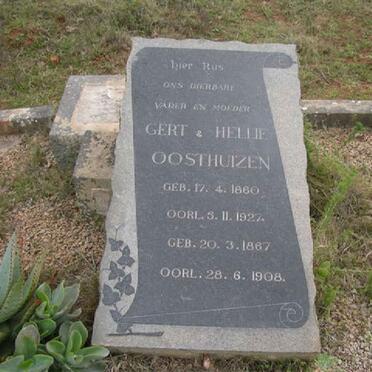 Hier Rus
ONS DIERBARE
VADER EN MOEDER
GERT & HELLIE
OOSTHUIZEN
GEB. 17. 4. 1860
OORL. 5. 11. 1927.
GEB. 20. 3. 1867
OORL. 28. 6. 1908.